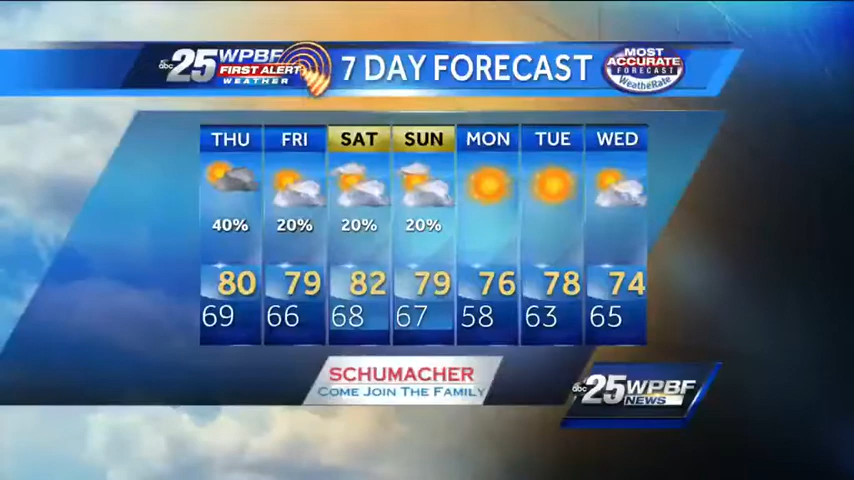 abc 25 WPBF
FIRST ALERT
WEATHER
7 DAY FORECAST
MOST
ACCURATE
FORECAST
WeatheRate
THU FRI SAT SUN MON TUE WED
40% 20% 20% 20%
80 79 82 79 76 78 74
69 66 68 67 58 63 65
SCHUMACHER
COME JOIN THE FAMILY
abc 25 WPBF
NEWS